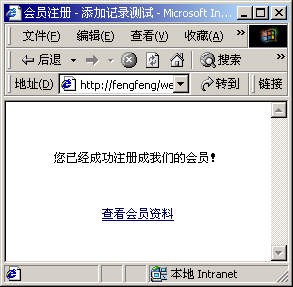 会员注册 - 添加记录测试 - Microsoft In...
文件(F) 编辑(E) 查看(V) 收藏(A) »
后退 搜索 »
地址(D) http://fengfeng/we 转到 链接
您已经成功注册成我们的会员!
查看会员资料
本地 Intranet